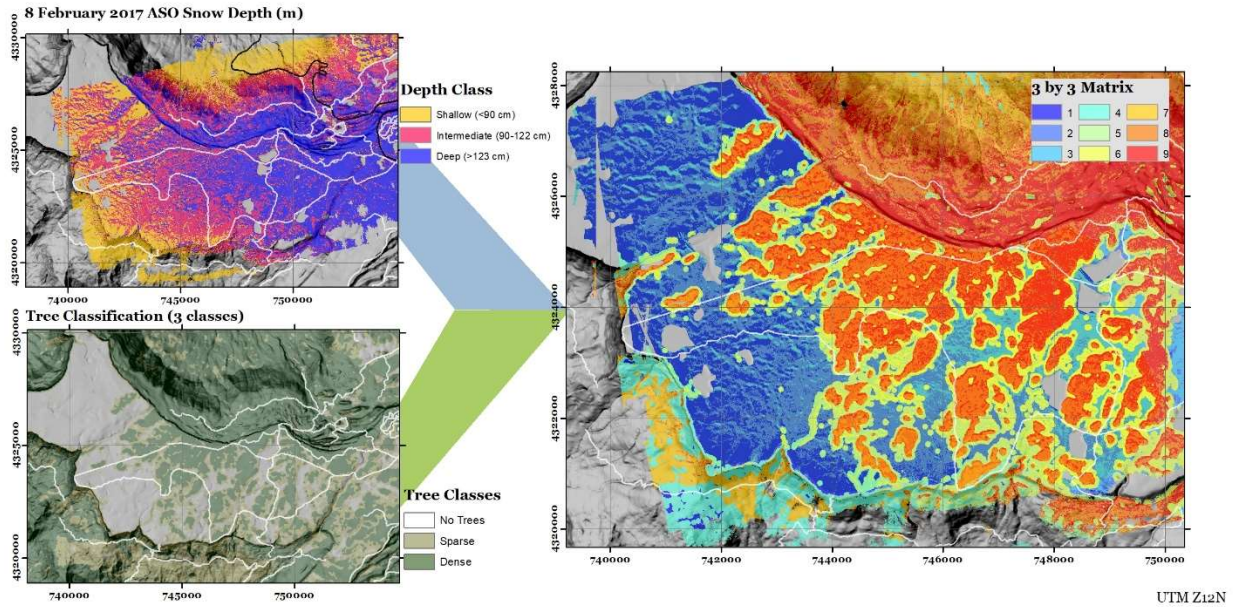 8 February 2017 ASO Snow Depth (m)
4330000
4325000
4320000
740000 745000 750000
Depth Class
Shallow (<90 cm)
Intermediate (90-122 cm)
Deep (>123 cm)
Tree Classification (3 classes)
4330000
4325000
4320000
740000 745000 750000
Tree Classes
No Trees
Sparse
Dense
3 by 3 Matrix
1 4 7
2 5 8
3 6 9
4328000
4326000
4324000
4322000
4320000
740000 742000 744000 746000 748000 750000
UTM Z12N